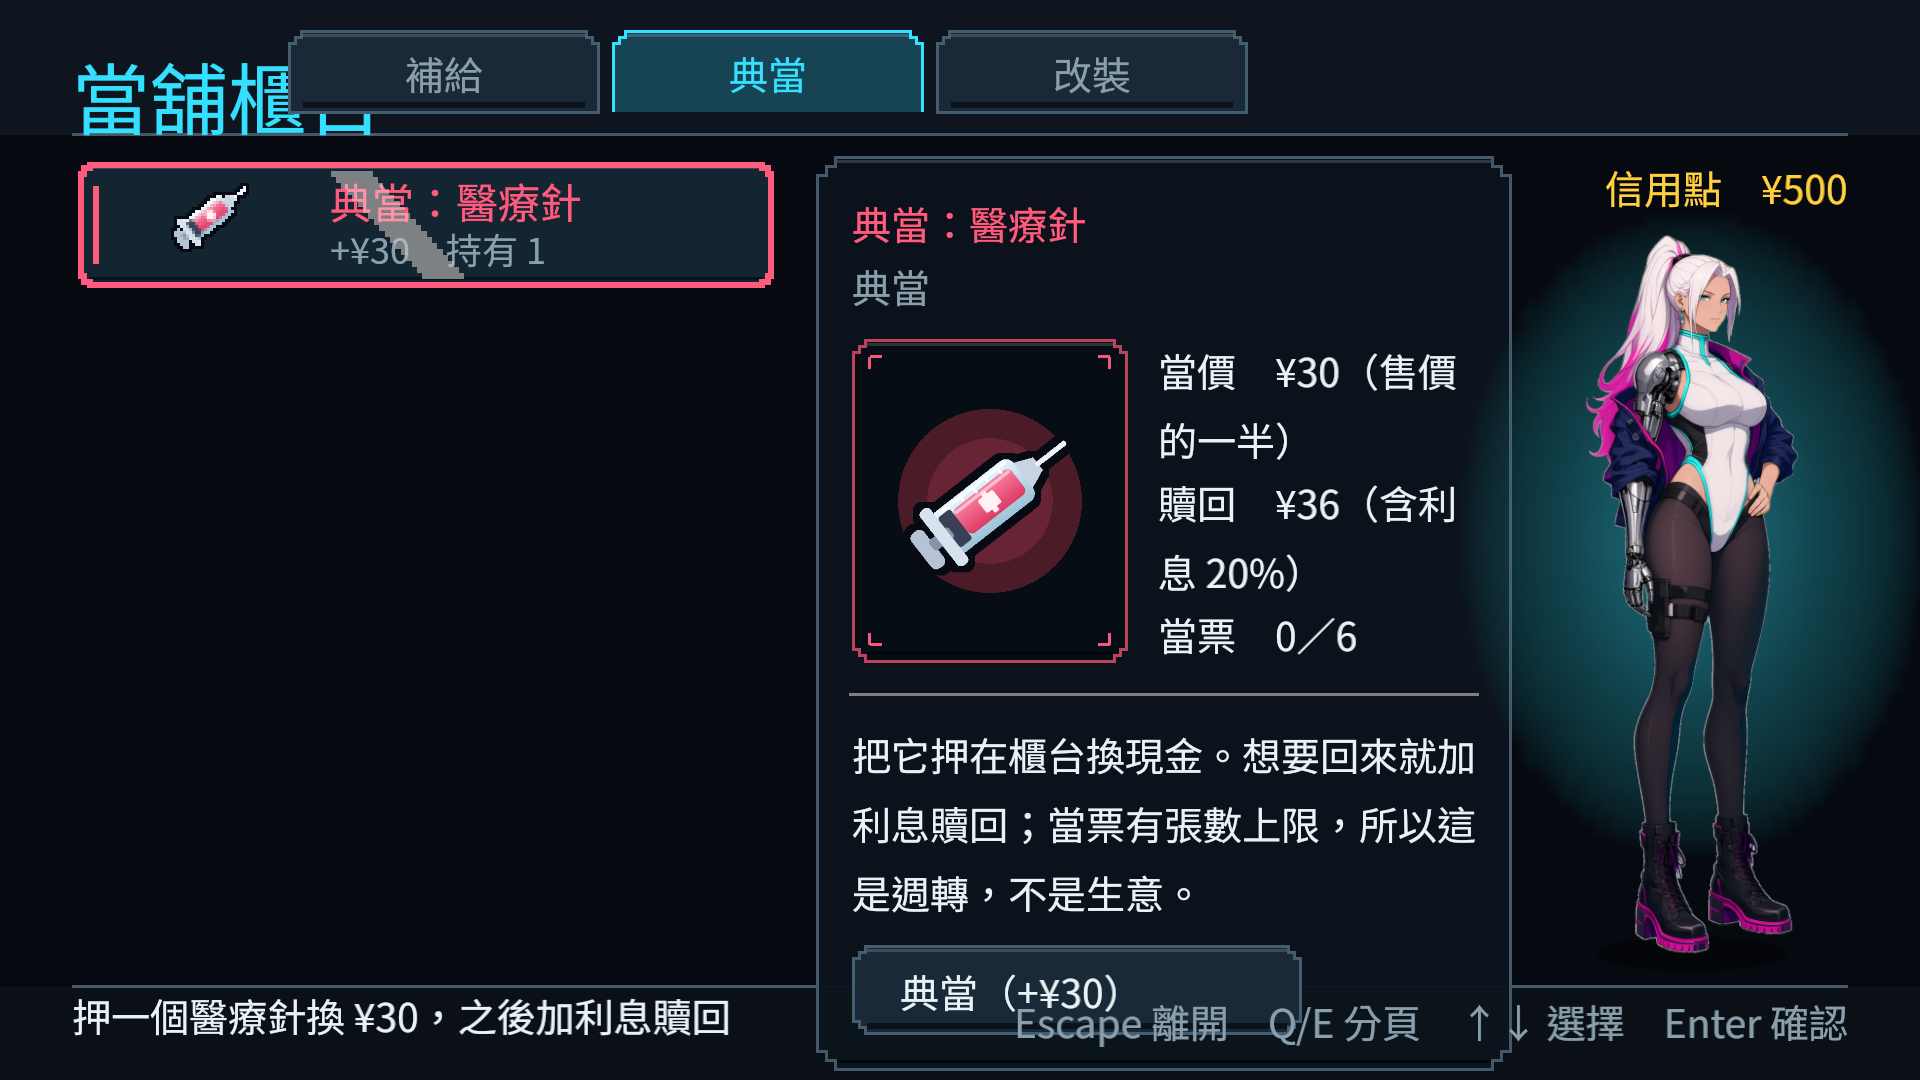 當舖櫃台
補給
典當
改裝
信用點 ¥500
典當：醫療針
+¥30 持有 1
典當：醫療針
典當
當價 ¥30（售價
的一半）
贖回 ¥36（含利
息 20%）
當票 0／6
把它押在櫃台換現金。想要回來就加
利息贖回；當票有張數上限，所以這
是週轉，不是生意。
典當（+¥30）
押一個醫療針換 ¥30，之後加利息贖回
Escape 離開 Q/E 分頁 ↑↓ 選擇 Enter 確認